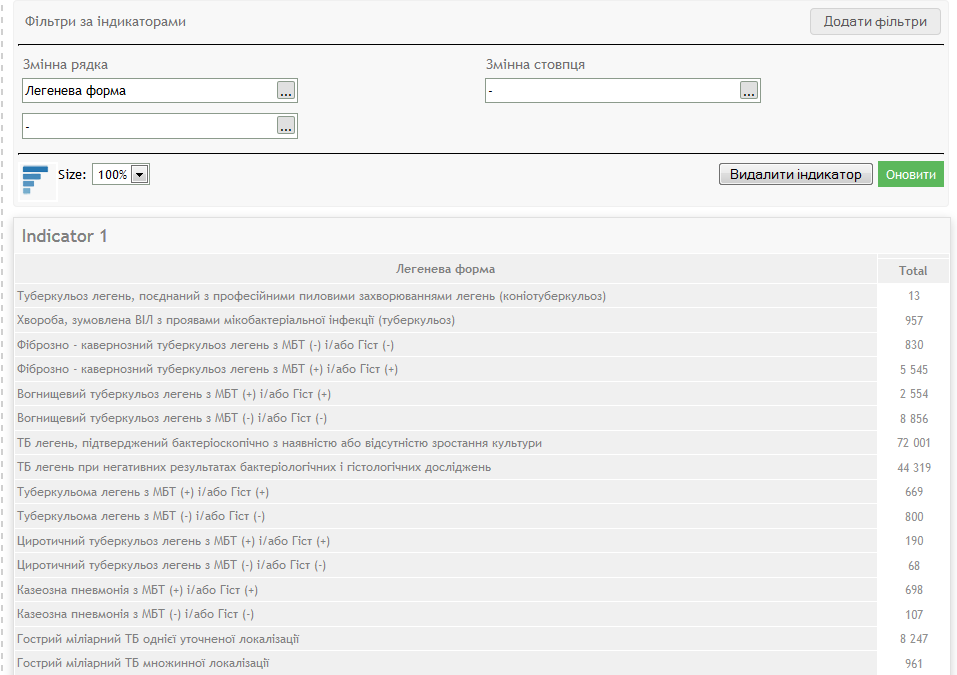 Фільтри за індикаторами
Додати фільтри
Змінна рядка
Змінна стовпця
Легенева форма ...
- ...
- ...
Size: 100%
Видалити індикатор
Оновити
Indicator 1
Легенева форма Total
Туберкульоз легень, поєднаний з професійними пиловими захворюваннями легень (коніотуберкульоз) 13
Хвороба, зумовлена ВІЛ з проявами мікобактеріальної інфекції (туберкульоз) 957
Фіброзно - кавернозний туберкульоз легень з МБТ (-) і/або Гіст (-) 830
Фіброзно - кавернозний туберкульоз легень з МБТ (+) і/або Гіст (+) 5 545
Вогнищевий туберкульоз легень з МБТ (+) і/або Гіст (+) 2 554
Вогнищевий туберкульоз легень з МБТ (-) і/або Гіст (-) 8 856
ТБ легень, підтверджений бактеріоскопічно з наявністю або відсутністю зростання культури 72 001
ТБ легень при негативних результатах бактеріологічних і гістологічних досліджень 44 319
Туберкульома легень з МБТ (+) і/або Гіст (+) 669
Туберкульома легень з МБТ (-) і/або Гіст (-) 800
Циротичний туберкульоз легень з МБТ (+) і/або Гіст (+) 190
Циротичний туберкульоз легень з МБТ (-) і/або Гіст (-) 68
Казеозна пневмонія з МБТ (+) і/або Гіст (+) 698
Казеозна пневмонія з МБТ (-) і/або Гіст (-) 107
Гострий міліарний ТБ однієї уточненої локалізації 8 247
Гострий міліарний ТБ множинної локалізації 961